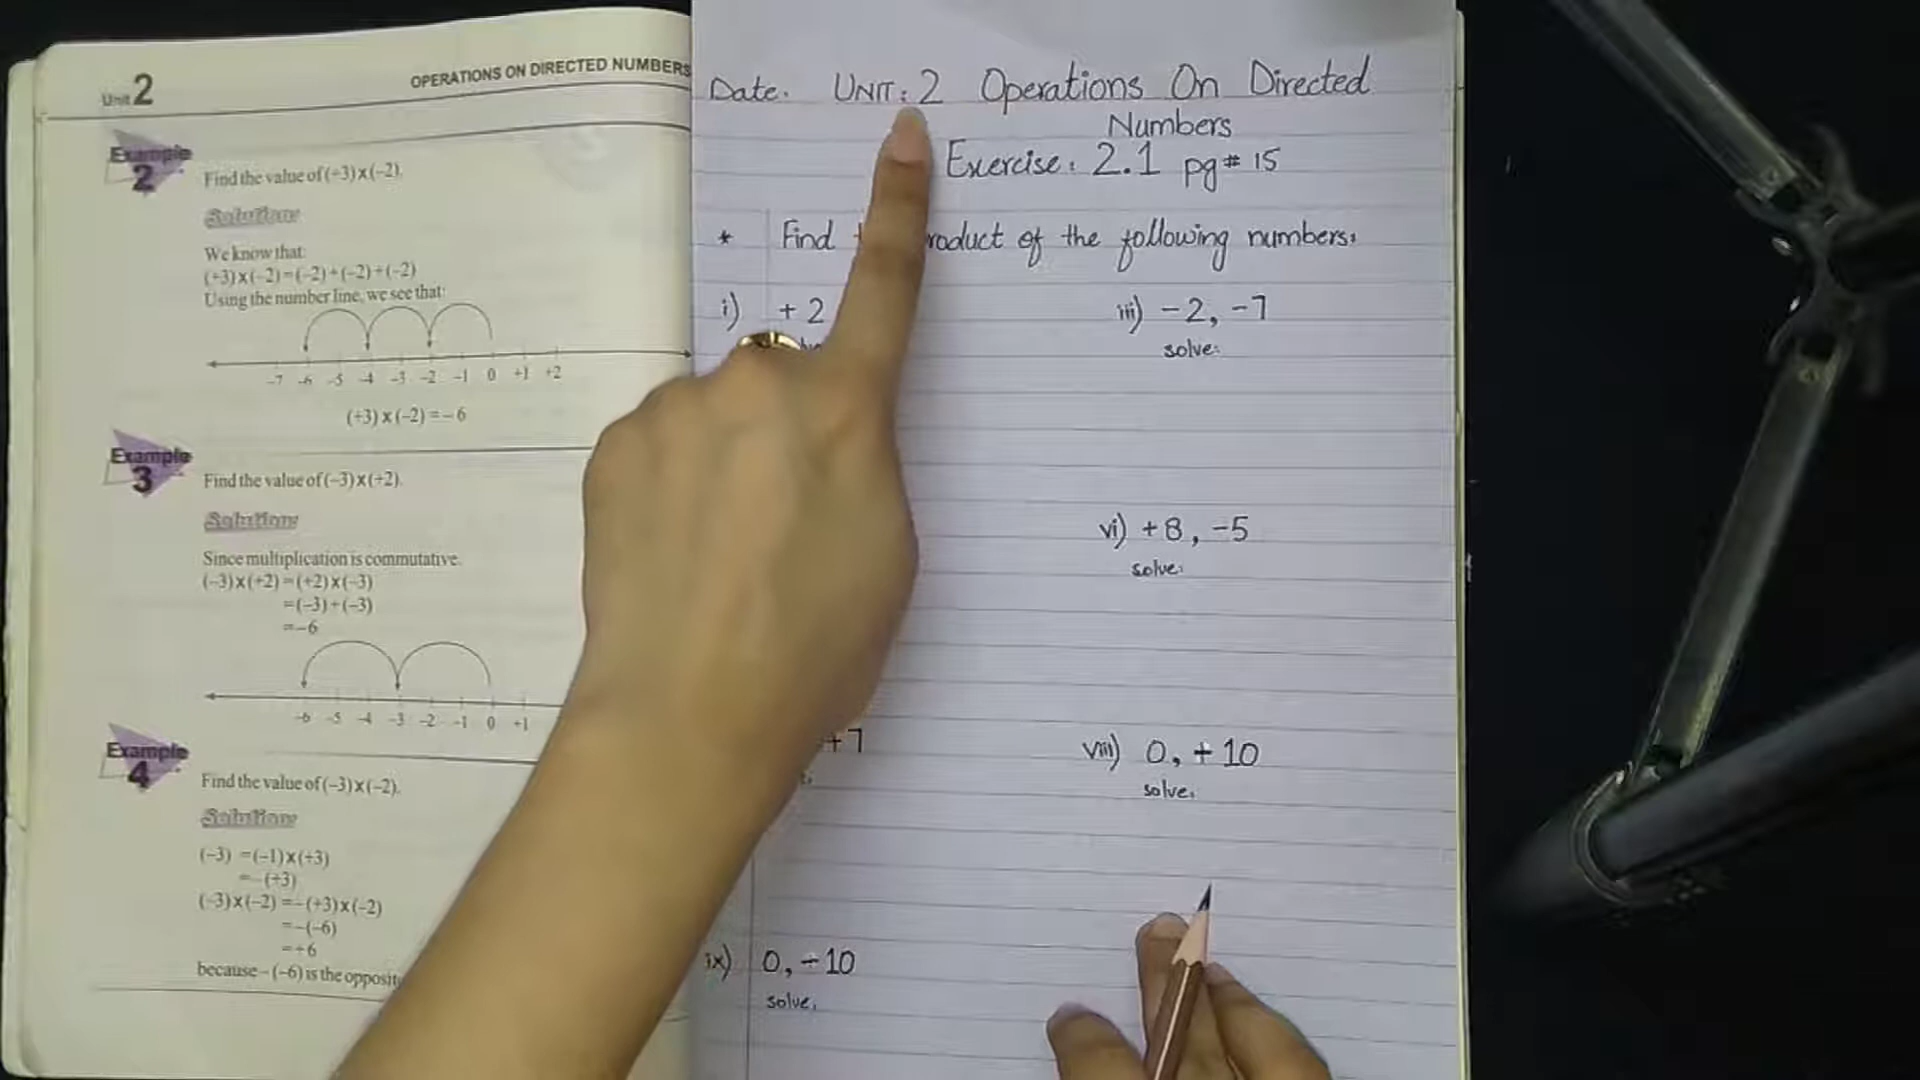 Unit 2
OPERATIONS ON DIRECTED NUMBERS
Example 2
Find the value of (+3)x(-2).
Solution:
We know that:
(+3)x(-2)=(-2)+(-2)+(-2)
Using the number line, we see that:
-7 -6 -5 -4 -3 -2 -1 0 +1 +2
(+3)x(-2)=-6
Example 3
Find the value of (-3)x(+2).
Solution:
Since multiplication is commutative.
(-3)x(+2)=(+2)x(-3)
=(-3)+(-3)
=-6
-6 -5 -4 -3 -2 -1 0 +1
Example 4
Find the value of (-3)x(-2).
Solution:
(-3) =(-1)x(+3)
=-(+3)
(-3)x(-2)=-(+3)x(-2)
=-(-6)
=+6
because -(-6) is the
Date. UNIT: 2 Operations On Directed
Numbers
Exercise: 2.1 pg# 15
* Find of the following numbers:
i) +2
iii) -2, -7
solve:
vi) +8, -5
solve:
+7
viii) 0, +10
solve:
ix) 0, -10
solve: